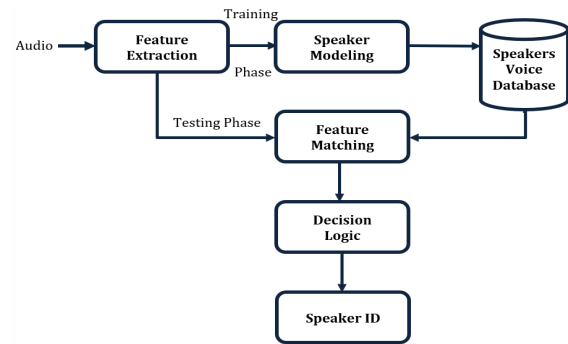 Training
Audio
Feature
Extraction
Phase
Speaker
Modeling
Speakers
Voice
Database
Testing Phase
Feature
Matching
Decision
Logic
Speaker ID